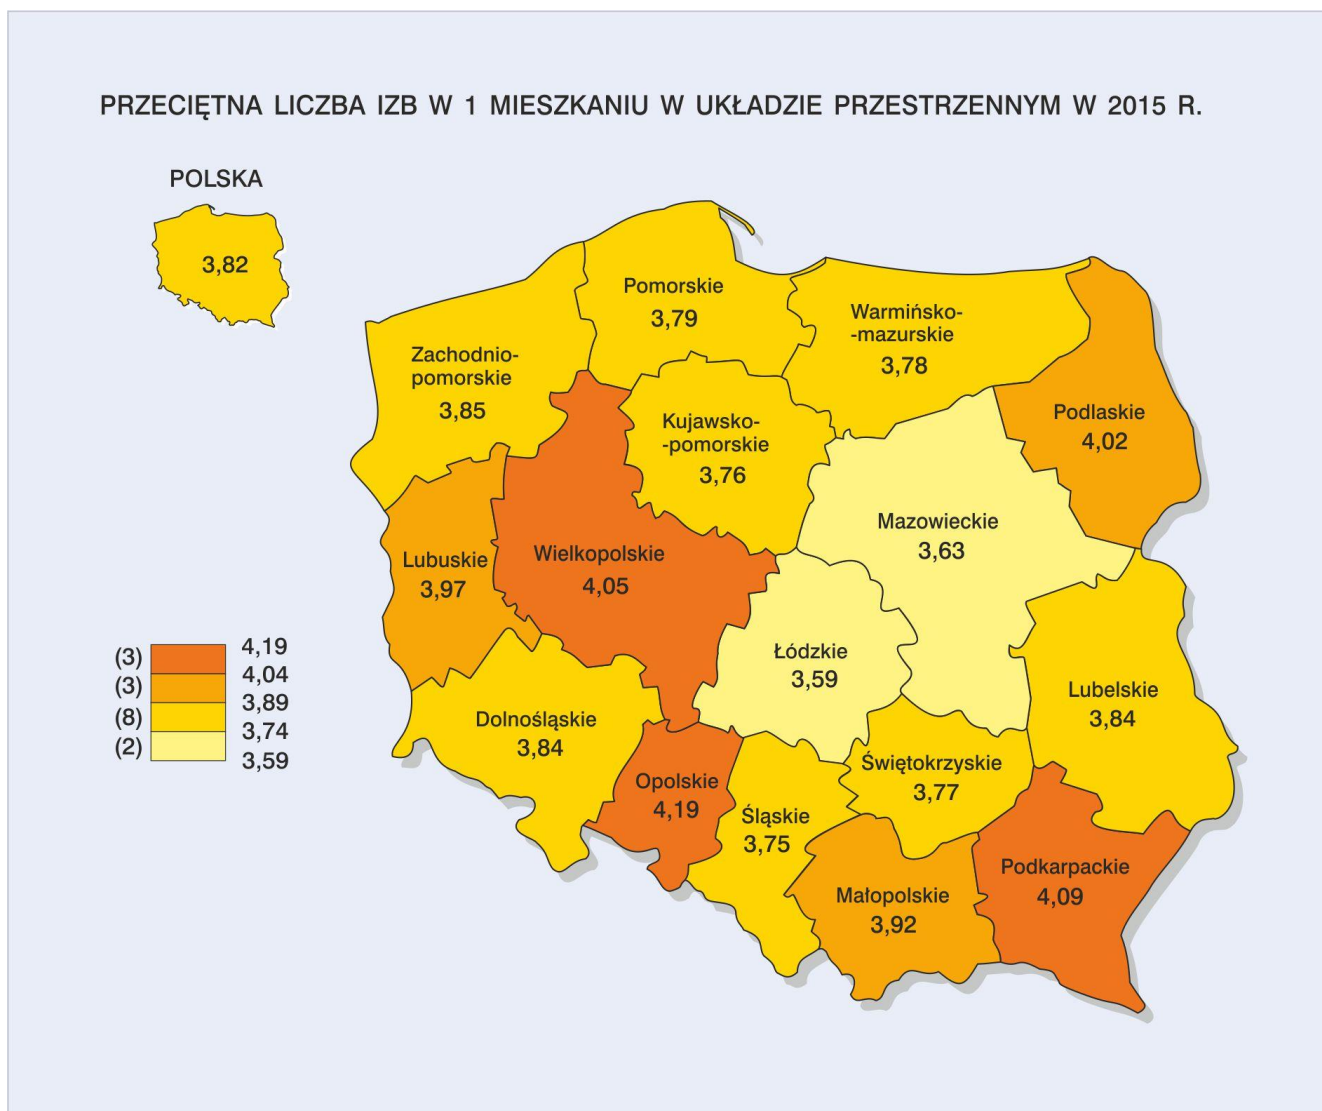 PRZECIĘTNA LICZBA IZB W 1 MIESZKANIU W UKŁADZIE PRZESTRZENNYM W 2015 R.
POLSKA
3,82
Pomorskie
3,79
Warmińsko-
-mazurskie
3,78
Zachodnio-
pomorskie
3,85
Podlaskie
4,02
Kujawsko-
-pomorskie
3,76
Mazowieckie
3,63
Lubuskie
3,97
Wielkopolskie
4,05
Łódzkie
3,59
Lubelskie
3,84
Dolnośląskie
3,84
Świętokrzyskie
3,77
Opolskie
4,19
Śląskie
3,75
Małopolskie
3,92
Podkarpackie
4,09
4,19
(3)
4,04
(3)
3,89
(8)
3,74
(2)
3,59